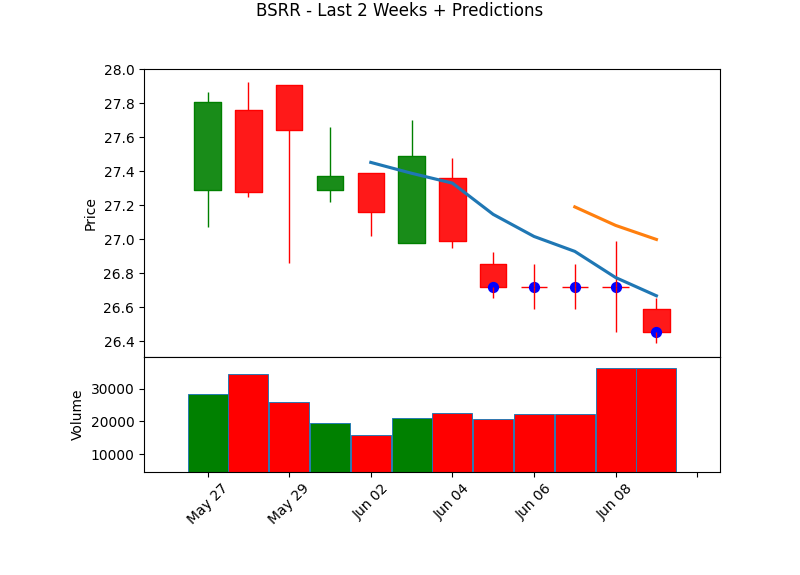 BSRR - Last 2 Weeks + Predictions
28.0
27.8
27.6
27.4
27.2
27.0
26.8
26.6
26.4
Price
30000
20000
10000
Volume
May 27
May 29
Jun 02
Jun 04
Jun 06
Jun 08